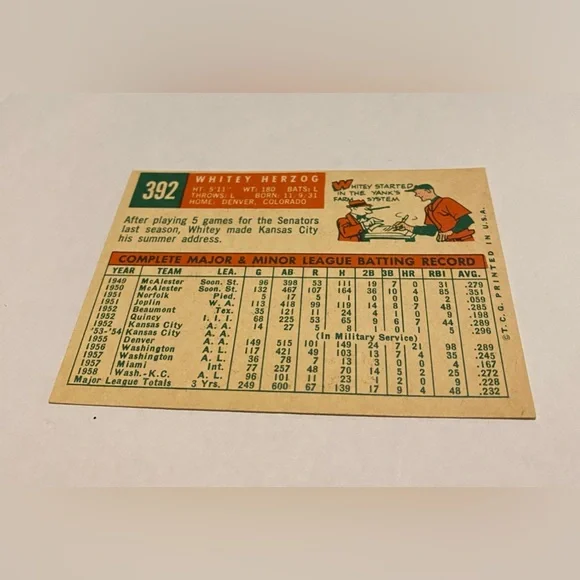 392
WHITEY HERZOG
HT: 5'11" WT: 180 BATS: L
THROWS: L BORN: 11.9.31
HOME: DENVER, COLORADO
After playing 5 games for the Senators
last season, Whitey made Kansas City
his summer address.
WHITEY STARTED
IN THE YANK'S
FARM SYSTEM
COMPLETE MAJOR & MINOR LEAGUE BATTING RECORD
YEAR TEAM LEA. G AB R H 2B 3B HR RBI AVG.
1949 McAlester Soon. St. 96 398 53 111 19 7 0 31 .279
1950 McAlester Soon. St. 132 467 107 164 36 10 4 85 .351
1951 Norfolk Pied. 5 17 5 1 0 0 0 2 .059
1951 Joplin W. A. 113 431 100 123 18 8 7 48 .285
1952 Beaumont Tex. 35 121 11 24 4 0 1 9 .198
1952 Quincy I. I. I. 68 225 52 65 9 6 7 44 .289
1952 Kansas City A. A. 14 27 8 8 1 1 0 5 .296
'53-'54 Kansas City A. A. (In Military Service)
1955 Denver A. A. 149 515 101 149 24 7 21 98 .289
1956 Washington A. L. 117 421 49 103 13 7 4 35 .245
1957 Washington A. L. 36 78 7 13 3 0 0 4 .167
1957 Miami Int. 77 257 48 70 14 5 2 25 .272
1958 Wash.-K.C. A. L. 96 101 11 23 1 2 0 9 .228
Major League Totals 3 Yrs. 249 600 67 139 17 9 4 48 .232
© T.C.G. PRINTED IN U.S.A.